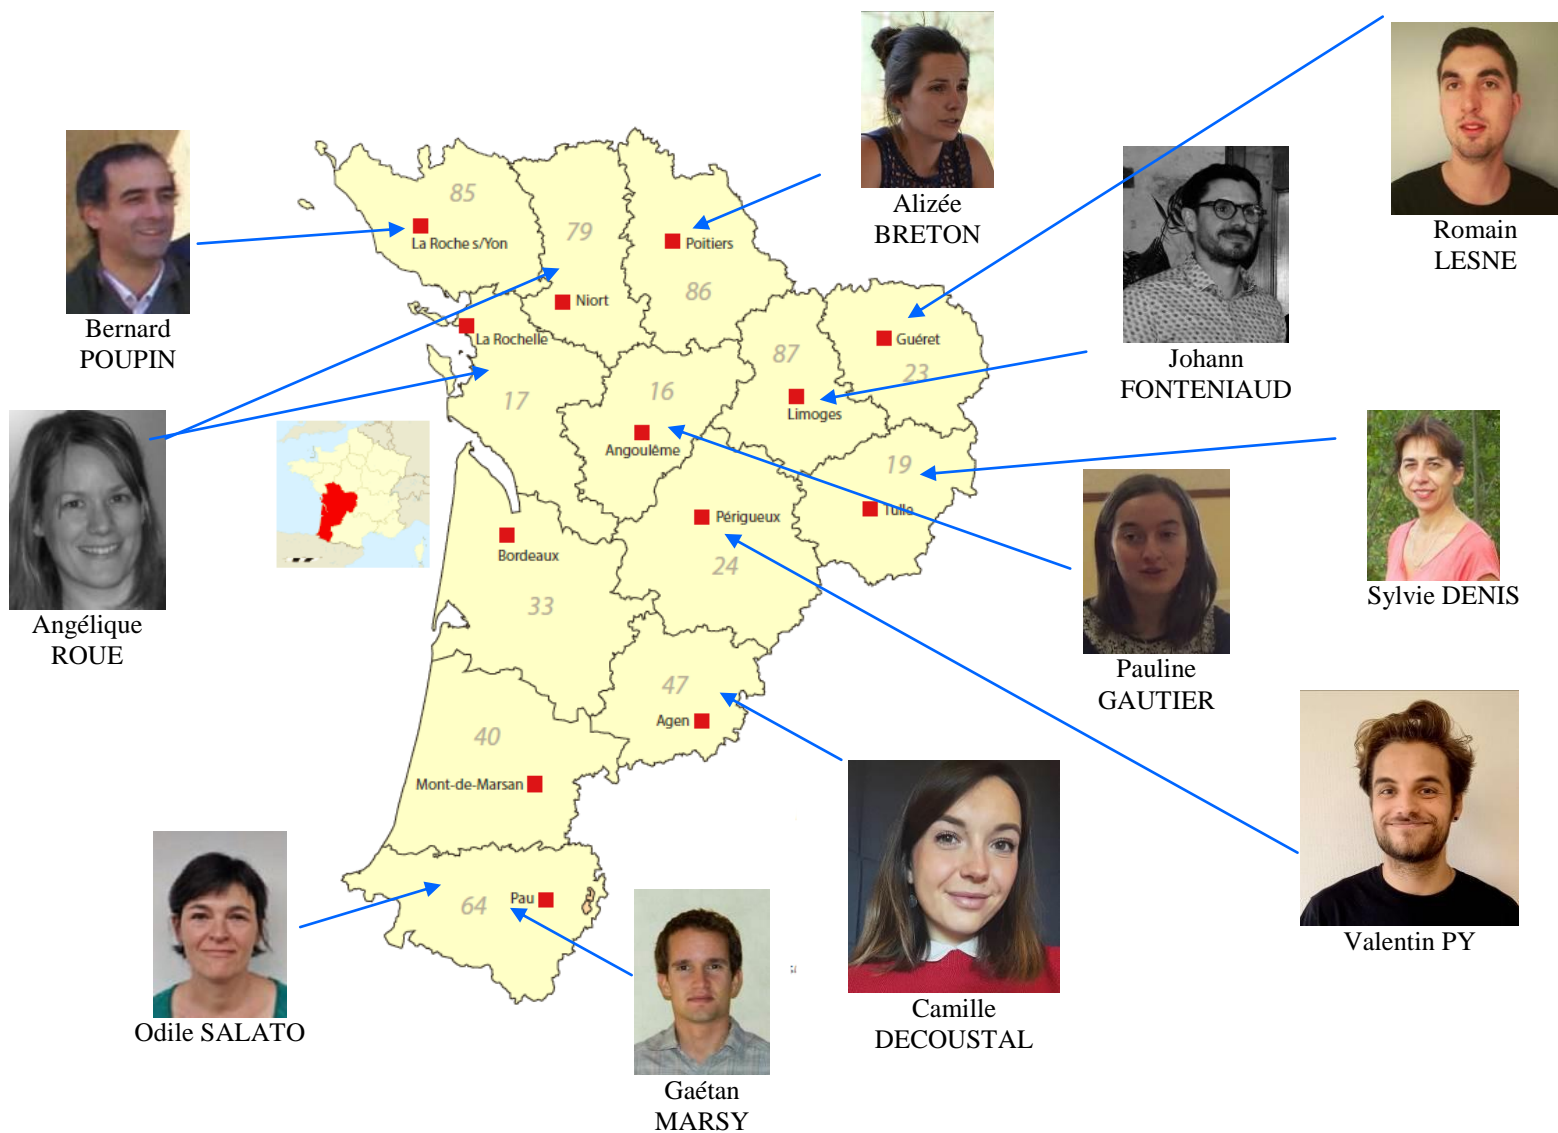 Alizée
BRETON
Romain
LESNE
Bernard
POUPIN
Johann
FONTENIAUD
85
La Roche s/Yon
79
Poitiers
86
Niort
La Rochelle
87
Guéret
23
17
16
Limoges
Angoulême
19
Tulle
Périgueux
24
Bordeaux
33
Angélique
ROUE
Sylvie DENIS
Pauline
GAUTIER
47
Agen
40
Mont-de-Marsan
64
Pau
Valentin PY
Odile SALATO
Camille
DECOUSTAL
Gaétan
MARSY